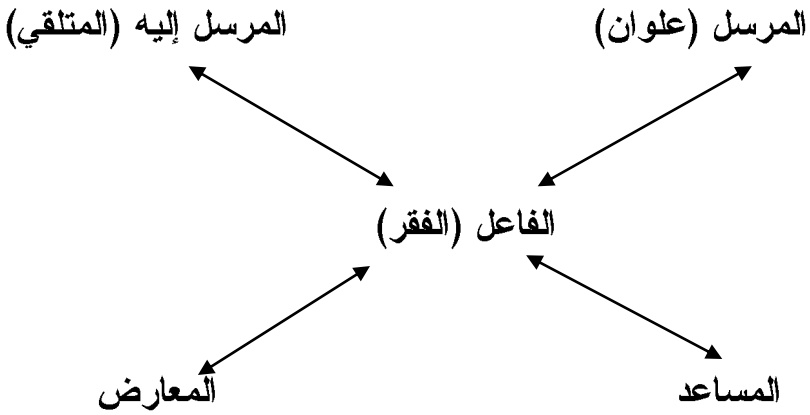 المرسل (علوان)
المرسل إليه (المتلقي)
الفاعل (الفقر)
المساعد
المعارض